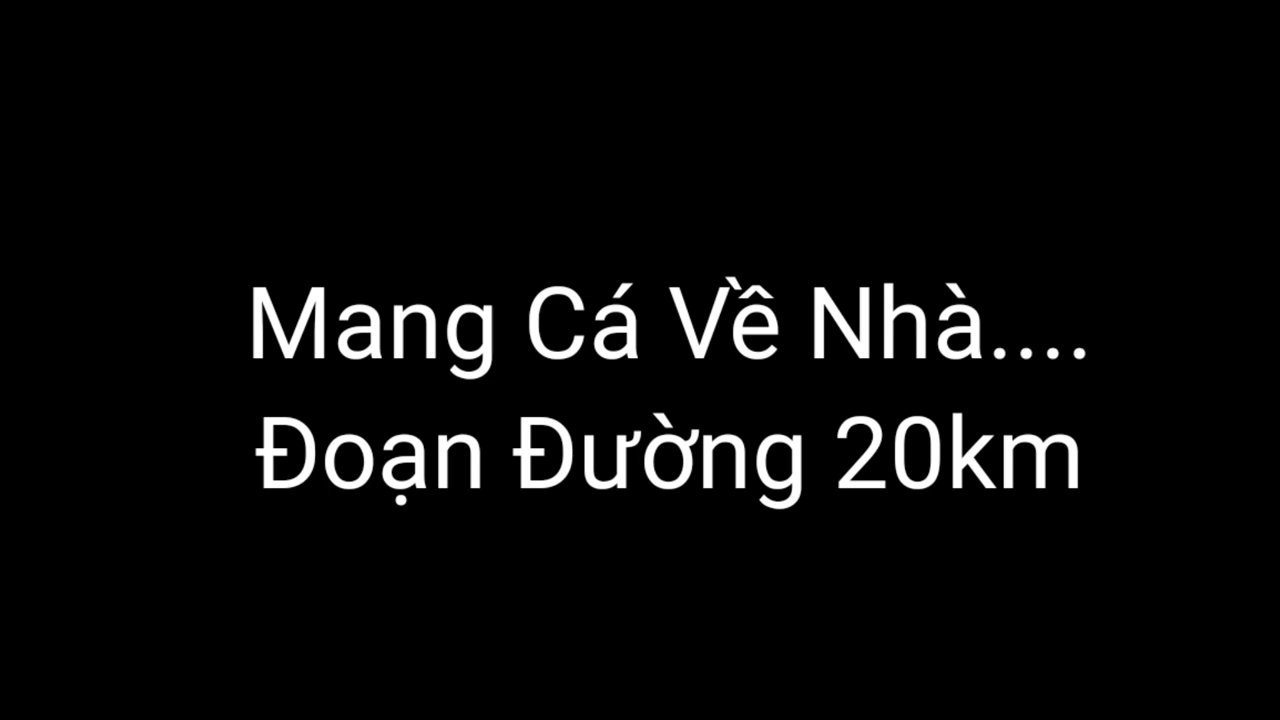 Mang Cá Về Nhà....
Đoạn Đường 20km